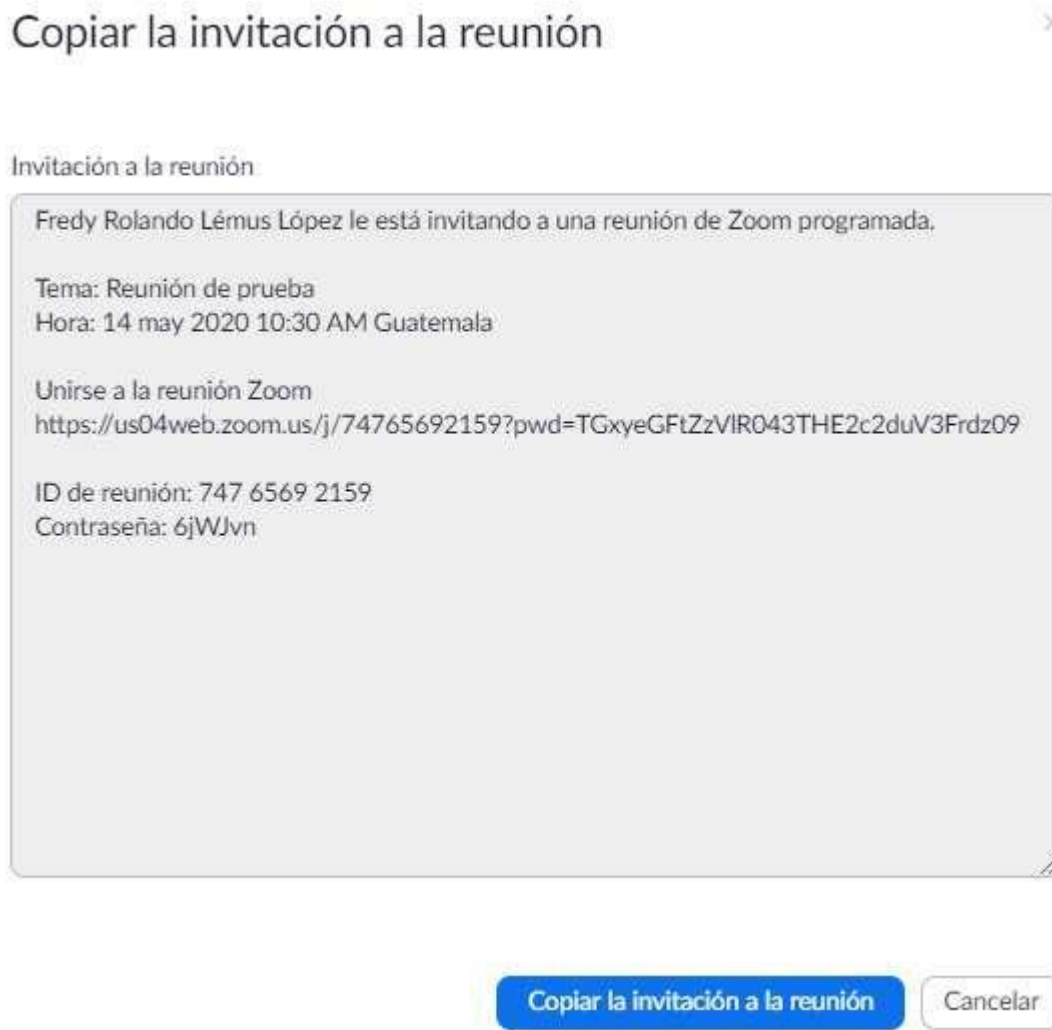 Copiar la invitación a la reunión
Invitación a la reunión
Fredy Rolando Lémus López le está invitando a una reunión de Zoom programada.
Tema: Reunión de prueba
Hora: 14 may 2020 10:30 AM Guatemala
Unirse a la reunión Zoom
https://us04web.zoom.us/j/74765692159?pwd=TGxyeGFtZzVlR043THE2c2duV3Frdz09
ID de reunión: 747 6569 2159
Contraseña: 6jWJvn
Copiar la invitación a la reunión
Cancelar